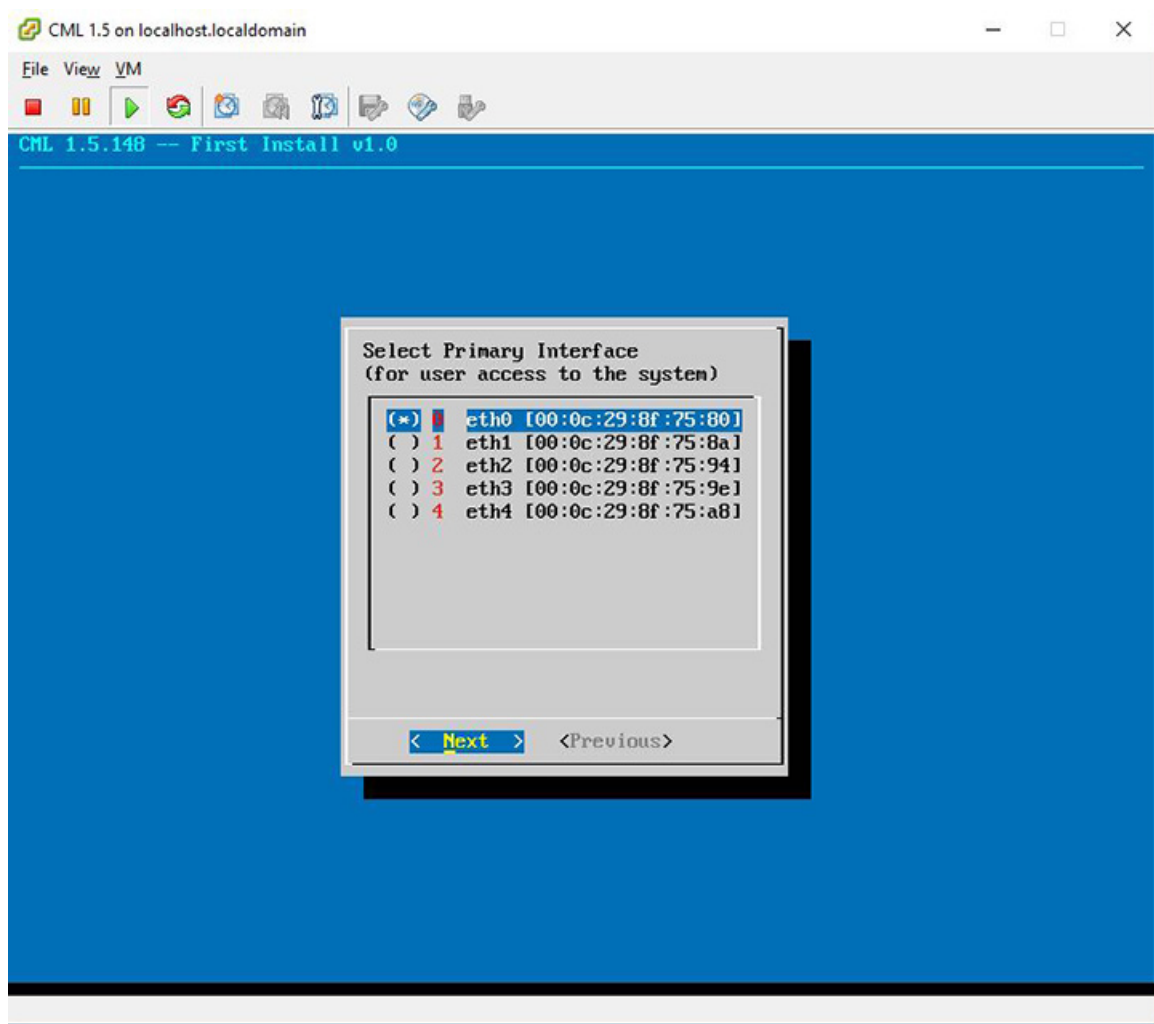 CML 1.5 on localhost.localdomain
File View VM
CML 1.5.148 -- First Install v1.0
Select Primary Interface
(for user access to the system)
(*) 0 eth0 [00:0c:29:8f:75:80]
( ) 1 eth1 [00:0c:29:8f:75:8a]
( ) 2 eth2 [00:0c:29:8f:75:94]
( ) 3 eth3 [00:0c:29:8f:75:9e]
( ) 4 eth4 [00:0c:29:8f:75:a8]
< Next > <Previous>